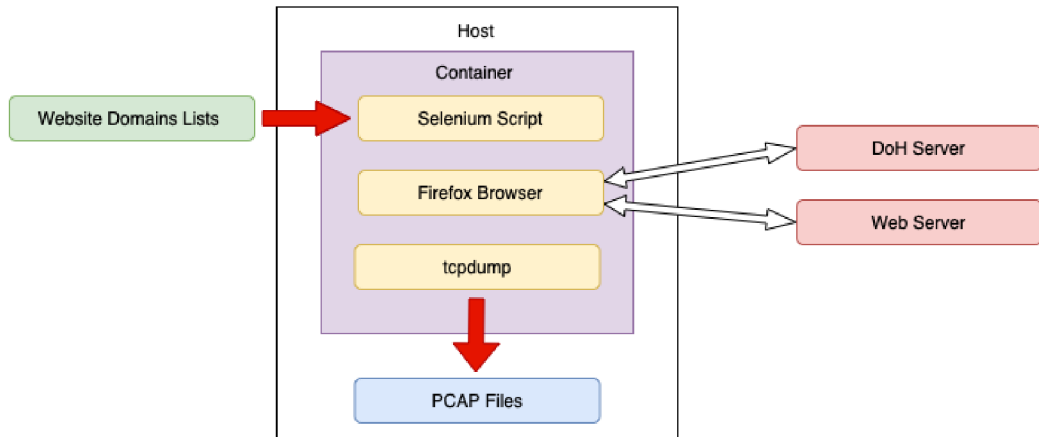 Host
Container
Website Domains Lists
Selenium Script
DoH Server
Firefox Browser
Web Server
tcpdump
PCAP Files